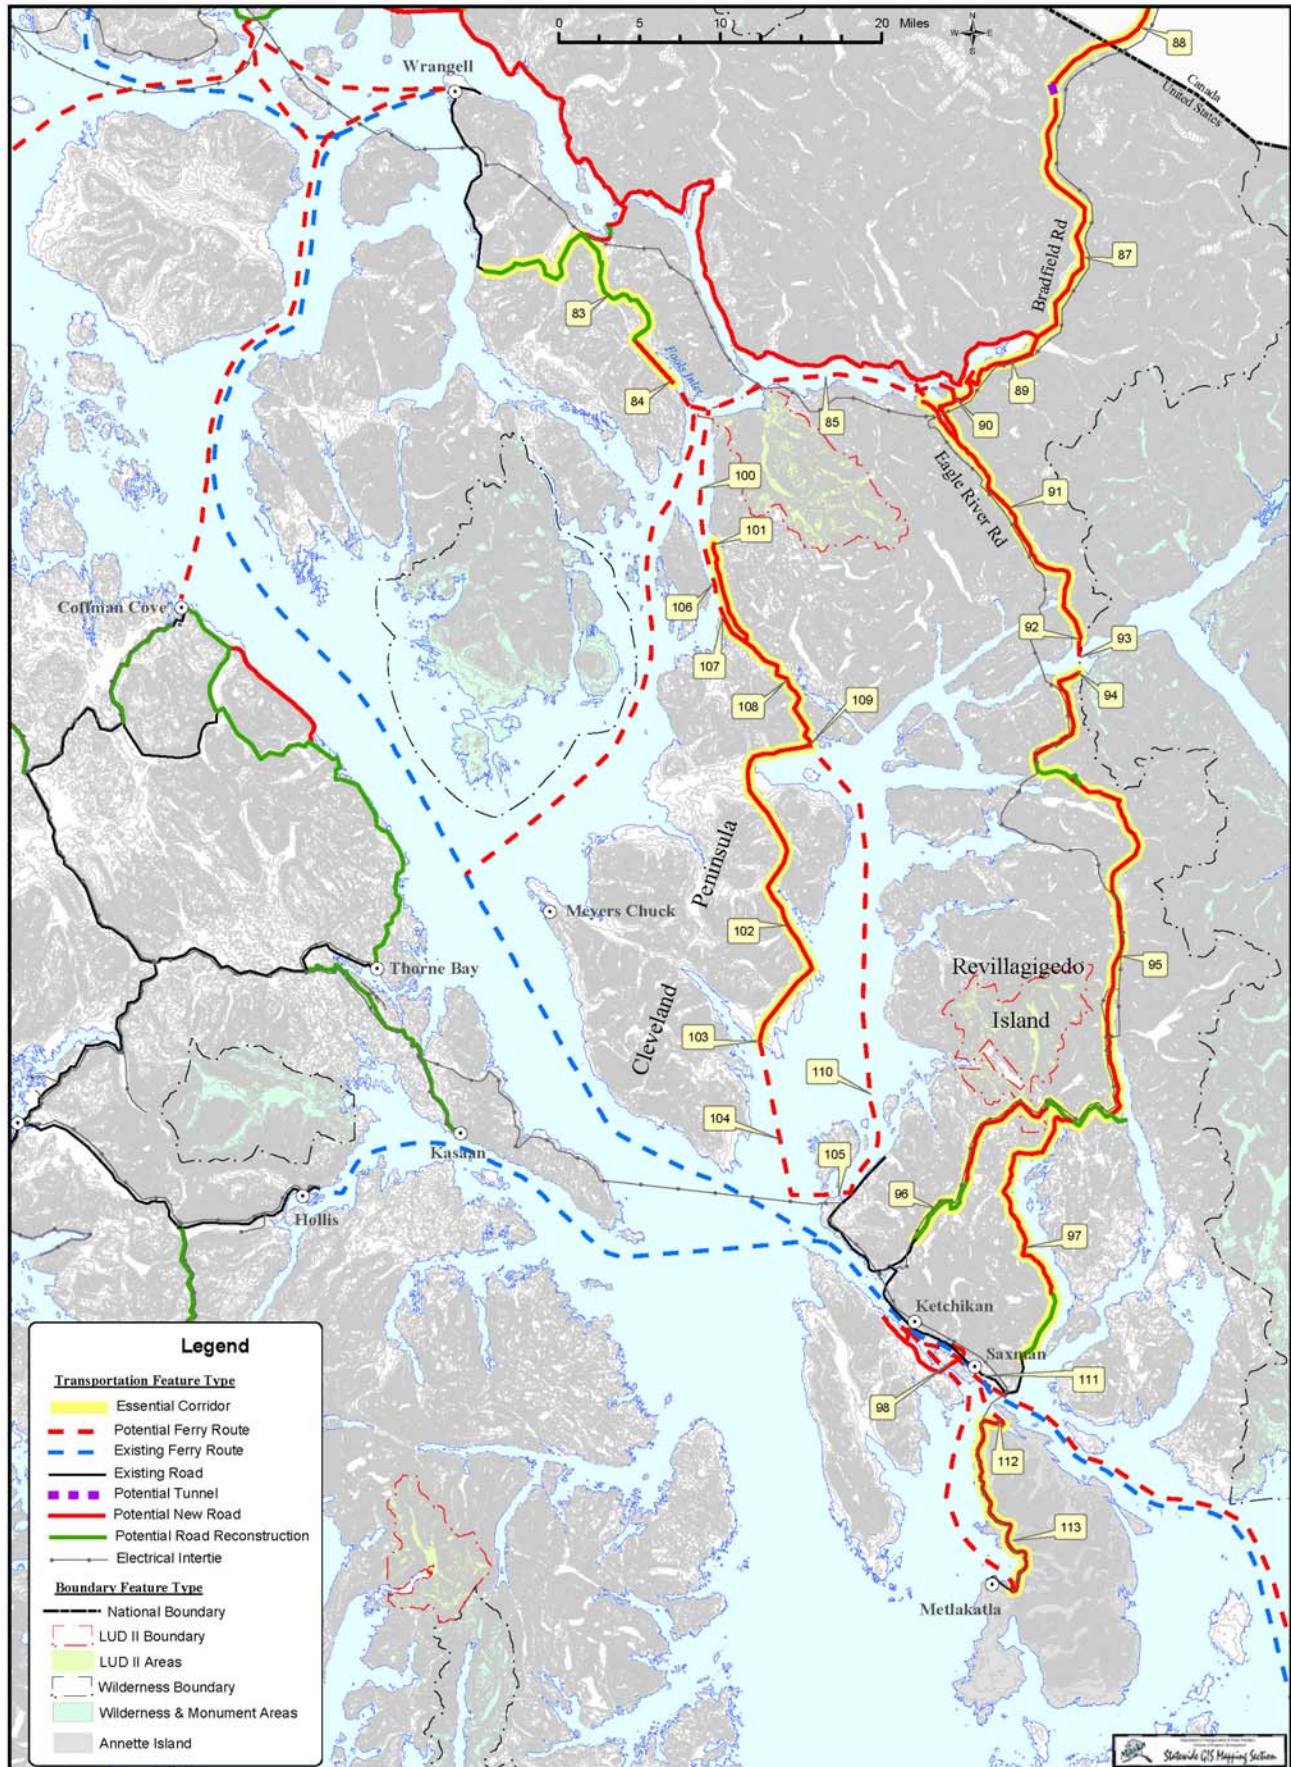 0 5 10 20 Miles
N
W E
S
88
Wrangell
Canada
United States
87
Bradfield Rd
83
Fools Inlet
84
85
89
90
100
Eagle River Rd
91
101
106
Coffman Cove
92
93
107
94
108
109
Peninsula
Meyers Chuck
102
Thorne Bay
Revillagigedo
95
Island
Cleveland
103
110
104
Kasaan
105
96
Hollis
97
Ketchikan
Saxman
111
98
112
113
Metlakatla
Legend
Transportation Feature Type
Essential Corridor
Potential Ferry Route
Existing Ferry Route
Existing Road
Potential Tunnel
Potential New Road
Potential Road Reconstruction
Electrical Intertie
Boundary Feature Type
National Boundary
LUD II Boundary
LUD II Areas
Wilderness Boundary
Wilderness & Monument Areas
Annette Island
Statewide GIS Mapping Section